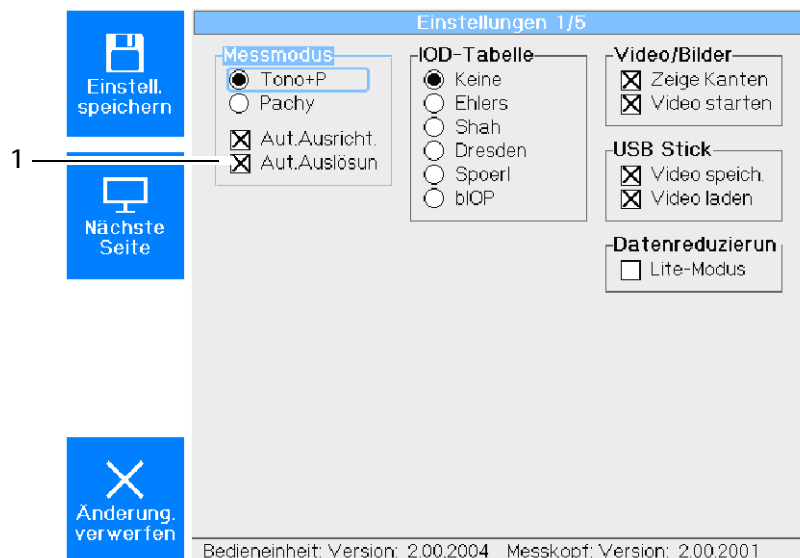 Einstellungen 1/5
Einstell.
speichern
1
Nächste
Seite
Änderung.
verwerfen
Messmodus
Tono+P
Pachy
Aut.Ausricht.
Aut.Auslösun
IOD-Tabelle
Keine
Ehlers
Shah
Dresden
Spoerl
bIOP
Video/Bilder
Zeige Kanten
Video starten
USB Stick
Video speich.
Video laden
Datenreduzierun
Lite-Modus
Bedieneinheit: Version: 2.00.2004 Messkopf: Version: 2.00.2001